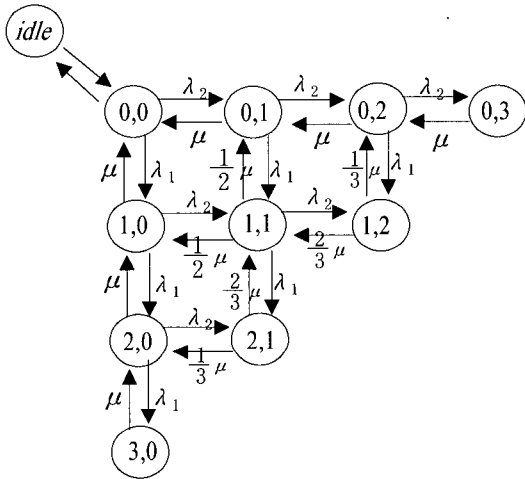 idle
λ₂ λ₂ λ₂
0,0 0,1 0,2 0,3
μ μ μ
μ λ₁ 1/2 μ λ₁ 1/3 μ λ₁
λ₂ λ₂
1,0 1,1 1,2
1/2 μ 2/3 μ
μ λ₁ 2/3 μ λ₁
λ₂
2,0 2,1
1/3 μ
μ λ₁
3,0